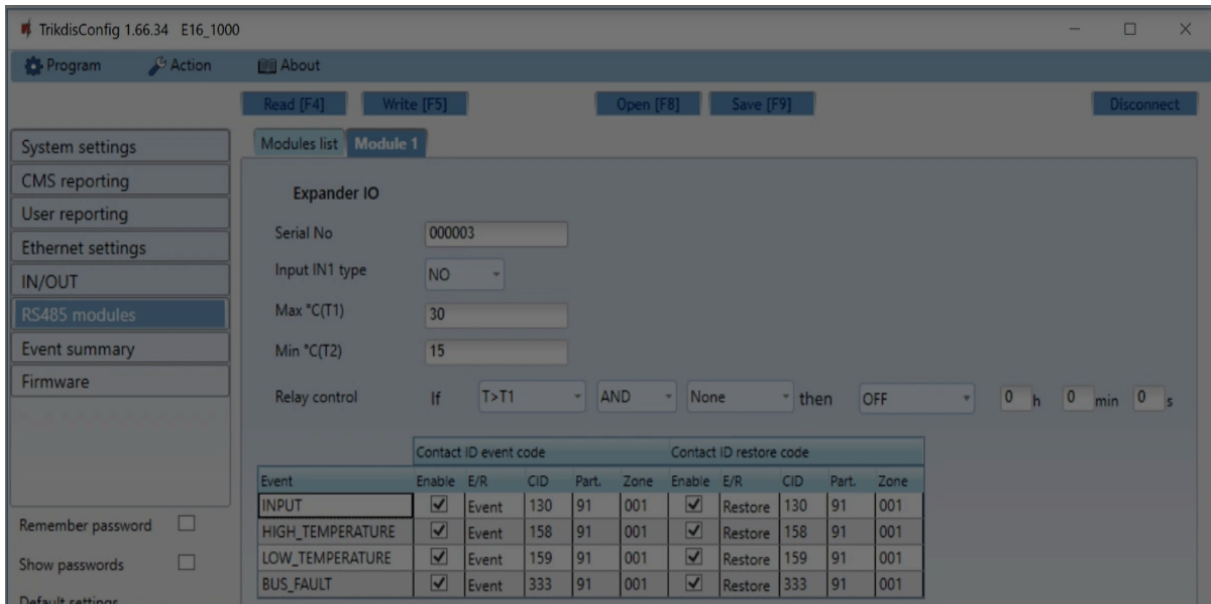 TrikdisConfig 1.66.34 E16_1000
Program Action About
Read [F4] Write [F5] Open [F8] Save [F9] Disconnect
System settings
CMS reporting
User reporting
Ethernet settings
IN/OUT
RS485 modules
Event summary
Firmware
Remember password
Show passwords
Default settings
Modules list Module 1
Expander IO
Serial No 000003
Input IN1 type NO
Max °C(T1) 30
Min °C(T2) 15
Relay control If T>T1 AND None then OFF 0 h 0 min 0 s
Contact ID event code Contact ID restore code
Event Enable E/R CID Part. Zone Enable E/R CID Part. Zone
INPUT Event 130 91 001 Restore 130 91 001
HIGH_TEMPERATURE Event 158 91 001 Restore 158 91 001
LOW_TEMPERATURE Event 159 91 001 Restore 159 91 001
BUS_FAULT Event 333 91 001 Restore 333 91 001